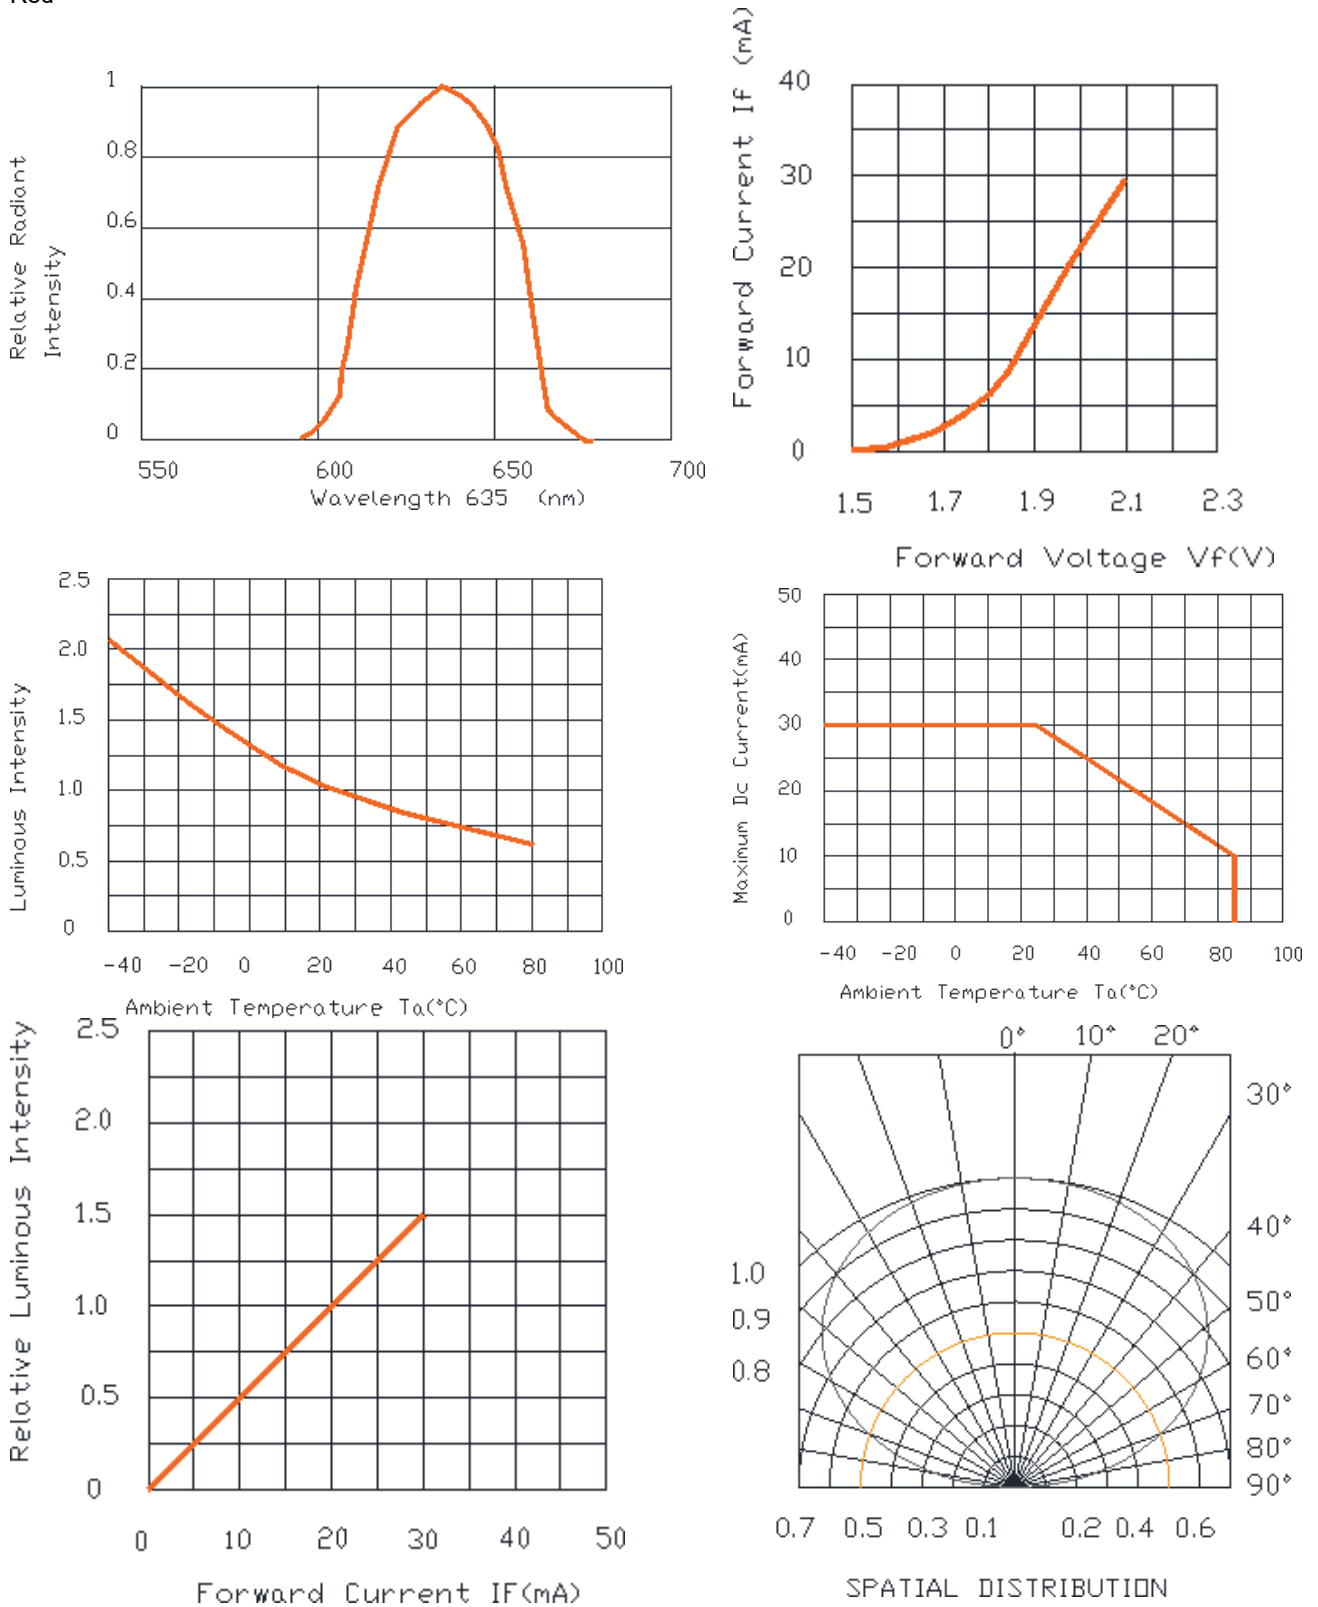 Red
1
0.8
0.6
0.4
0.2
0
Relative Radiant
Intensity
550 600 650 700
Wavelength 635 (nm)
40
30
20
10
0
Forward Current If (mA)
1.5 1.7 1.9 2.1 2.3
Forward Voltage Vf(V)
2.5
2.0
1.5
1.0
0.5
0
Luminous Intensity
-40 -20 0 20 40 60 80 100
Ambient Temperature Ta(°C)
50
40
30
20
10
0
Maximum Dc Current(mA)
-40 -20 0 20 40 60 80 100
Ambient Temperature Ta(°C)
2.5
2.0
1.5
1.0
0.5
0
Relative Luminous Intensity
0 10 20 30 40 50
Forward Current IF(mA)
0° 10° 20°
30°
40°
50°
60°
70°
80°
90°
1.0
0.9
0.8
0.7 0.5 0.3 0.1 0.2 0.4 0.6
SPATIAL DISTRIBUTION